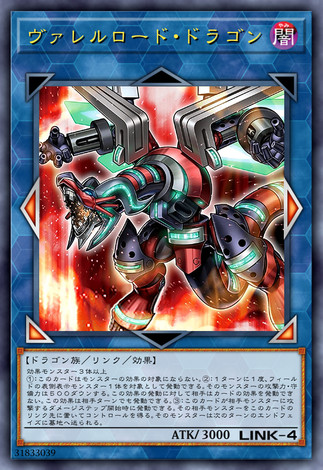 ヴァレルロード・ドラゴン
やみ
闇
【ドラゴン族／リンク／効果】
効果モンスター３体以上
①：このカードはモンスターの効果の対象にならない。②：１ターンに１度、フィール
ドの表側表示モンスター１体を対象として発動できる。そのモンスターの攻撃力・守
備力は５００ダウンする。この効果の発動に対して相手はカードの効果を発動でき
ない。この効果は相手ターンでも発動できる。③：このカードが相手モンスターに攻
撃するダメージステップ開始時に発動できる。その相手モンスターをこのカードの
リンク先に置いてコントロールを得る。そのモンスターは次のターンのエンドフェ
イズに墓地へ送られる。
ATK/ 3000 LINK-4
31833039